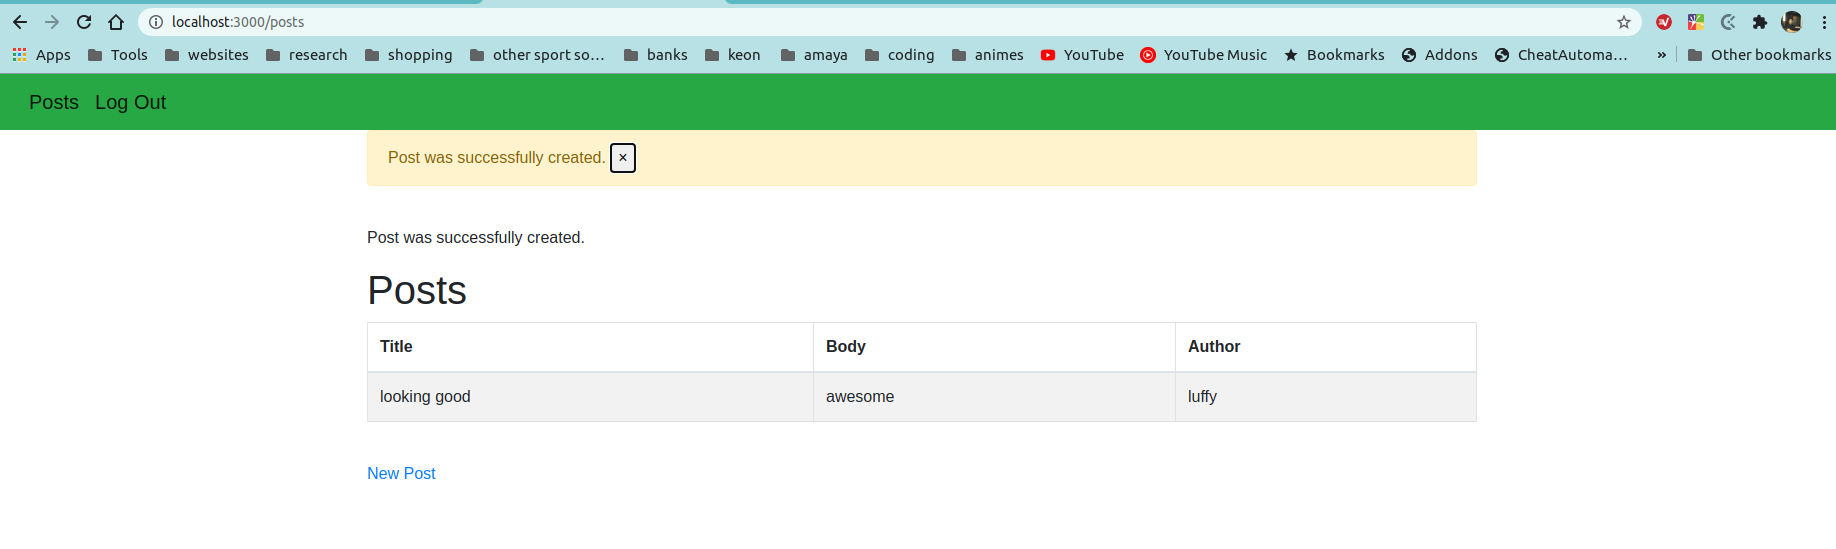 localhost:3000/posts
Apps Tools websites research shopping other sport so... banks keon amaya coding animes YouTube YouTube Music Bookmarks Addons CheatAutoma... » Other bookmarks
Posts Log Out
Post was successfully created. ×
Post was successfully created.
Posts
Title Body Author
looking good awesome luffy
New Post